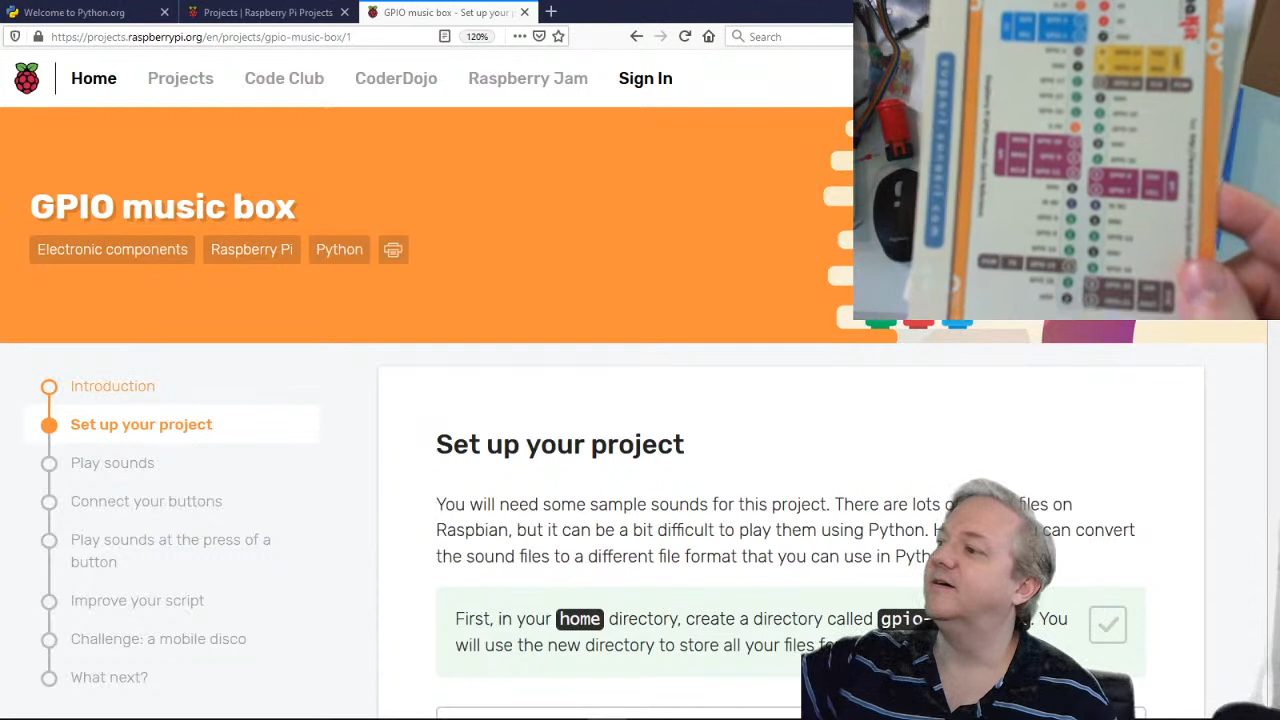 Welcome to Python.org
Projects | Raspberry Pi Projects
GPIO music box - Set up your
https://projects.raspberrypi.org/en/projects/gpio-music-box/1
120%
Search
Home
Projects
Code Club
CoderDojo
Raspberry Jam
Sign In
GPIO music box
Electronic components
Raspberry Pi
Python
Introduction
Set up your project
Play sounds
Connect your buttons
Play sounds at the press of a
button
Improve your script
Challenge: a mobile disco
What next?
Set up your project
You will need some sample sounds for this project. There are lots files on
Raspbian, but it can be a bit difficult to play them using Python. can convert
the sound files to a different file format that you can use in
First, in your home directory, create a directory called gpio- You
will use the new directory to store all your files